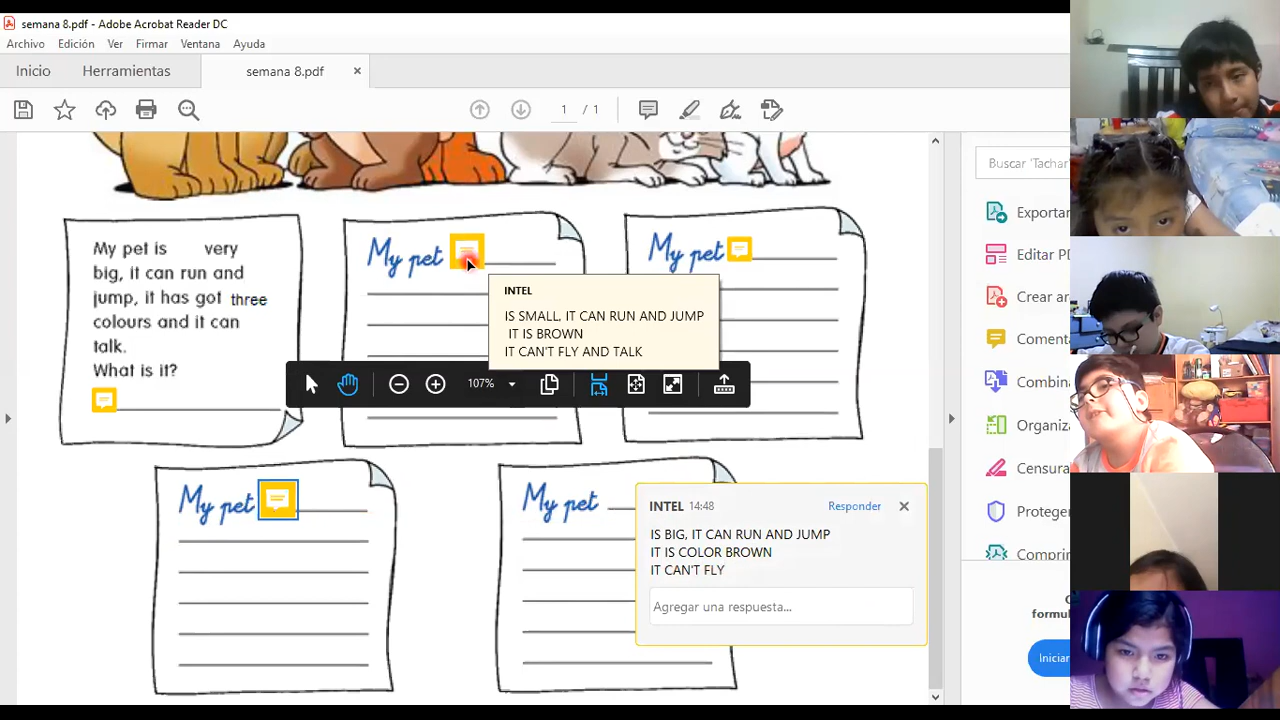 semana 8.pdf - Adobe Acrobat Reader DC
Archivo Edición Ver Firmar Ventana Ayuda
Inicio Herramientas semana 8.pdf ×
1 / 1
Buscar 'Tachar
Exportar
Editar PD
Crear ar
Comenta
Combina
Organiza
Censura
Proteger
Comprim
formul
Iniciar
My pet is very
big, it can run and
jump, it has got three
colours and it can
talk.
What is it?
My pet
INTEL
IS SMALL, IT CAN RUN AND JUMP
IT IS BROWN
IT CAN'T FLY AND TALK
My pet
107%
My pet
My pet
INTEL 14:48 Responder
IS BIG, IT CAN RUN AND JUMP
IT IS COLOR BROWN
IT CAN'T FLY
Agregar una respuesta...